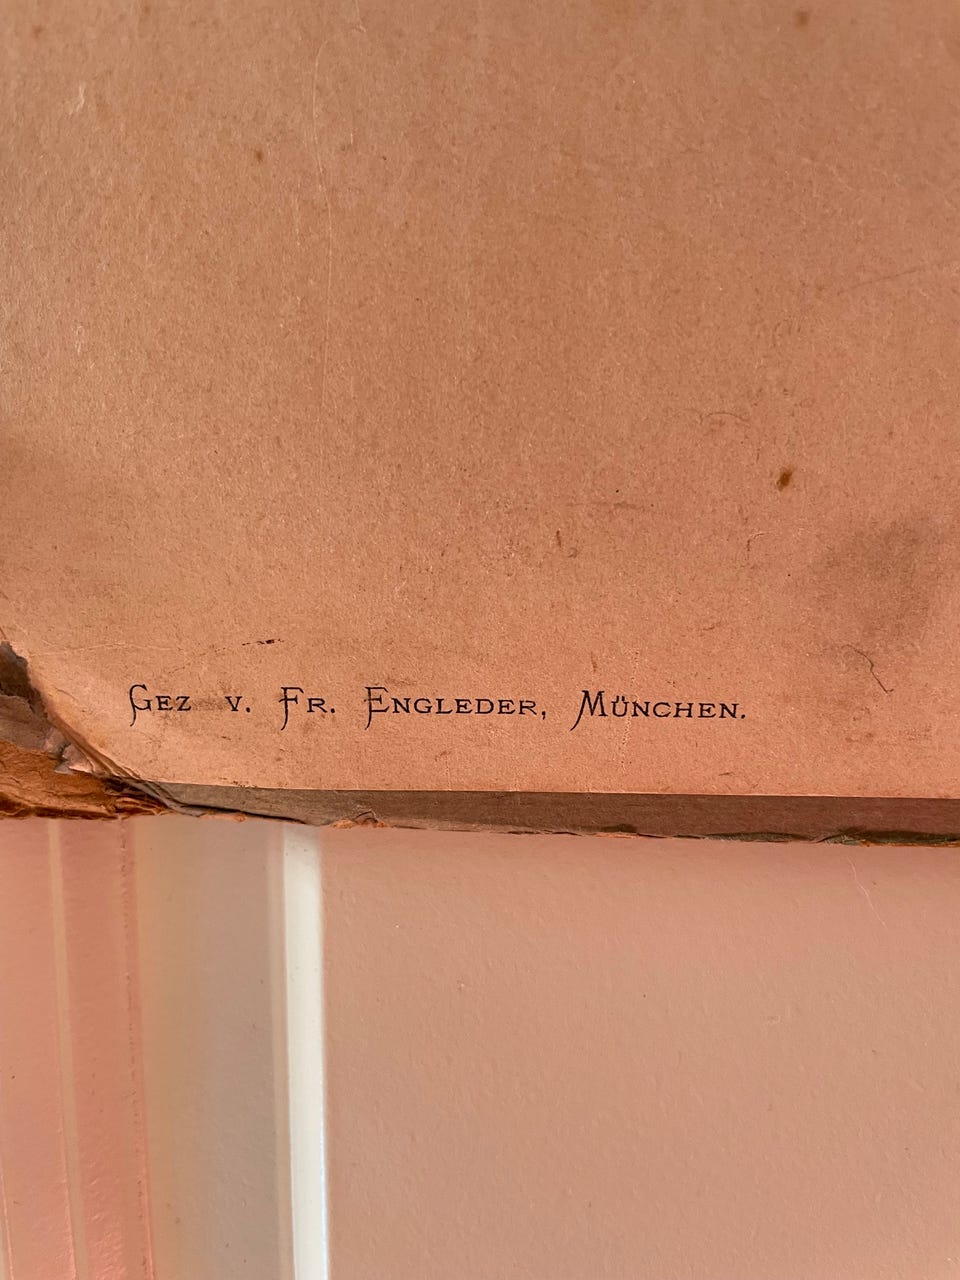 Gez v. Fr. Engleder, München.